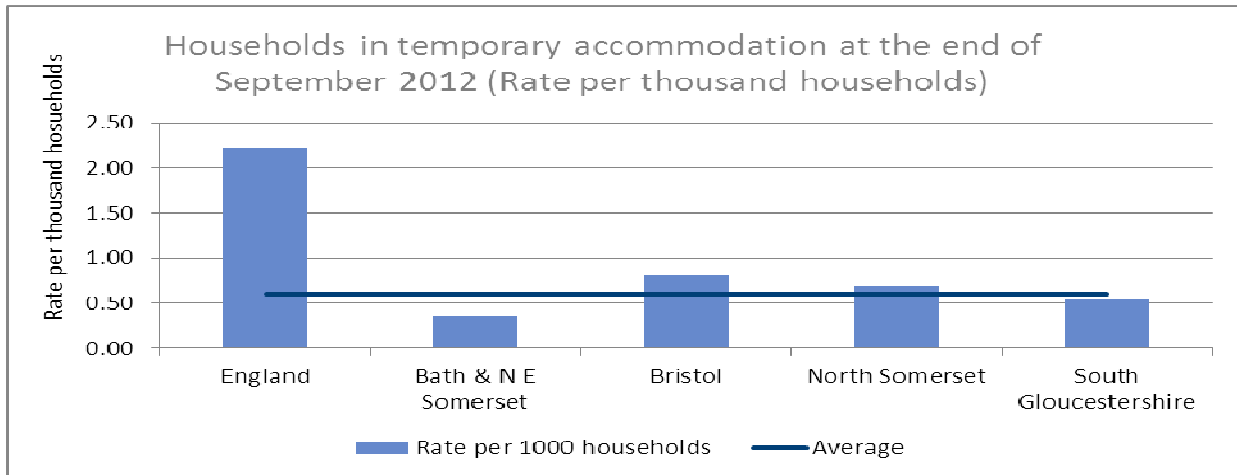 Households in temporary accommodation at the end of
September 2012 (Rate per thousand households)
Rate per thousand hosueholds
2.50
2.00
1.50
1.00
0.50
0.00
England
Bath & N E
Somerset
Bristol
North Somerset
South
Gloucestershire
Rate per 1000 households
Average